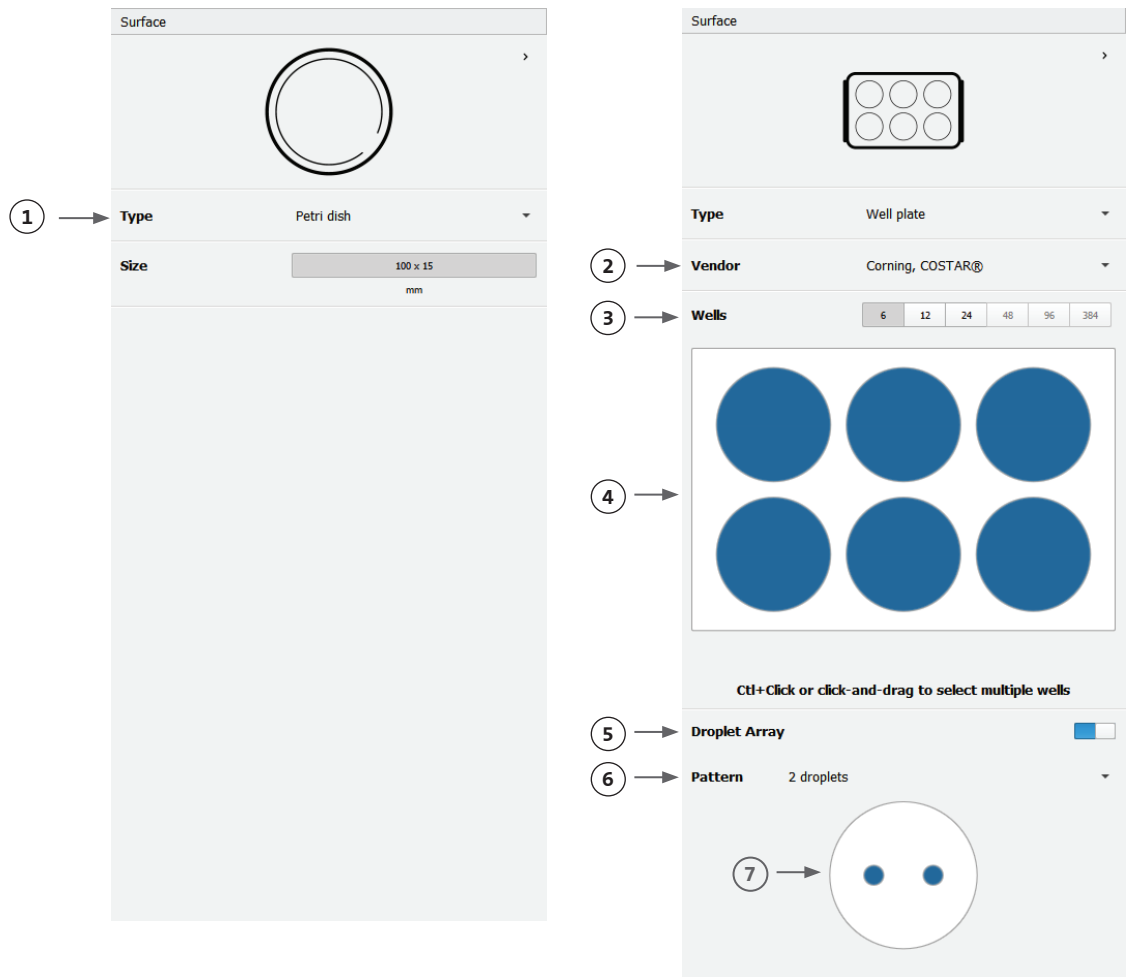 Surface
1
Type Petri dish
Size 100 x 15
mm
Surface
Type Well plate
2
Vendor Corning, COSTAR®
3
Wells 6 12 24 48 96 384
4
Ctl+Click or click-and-drag to select multiple wells
5
Droplet Array
6
Pattern 2 droplets
7